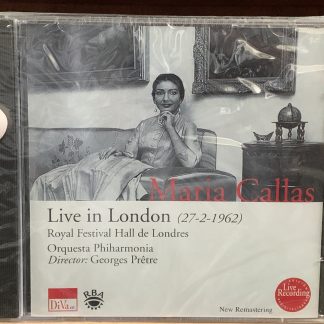 Maria Callas
Live in London (27-2-1962)
Royal Festival Hall de Londres
Orquesta Philharmonia
Director: Georges Prêtre
DiVa
RBA
New Remastering
Live
Recording